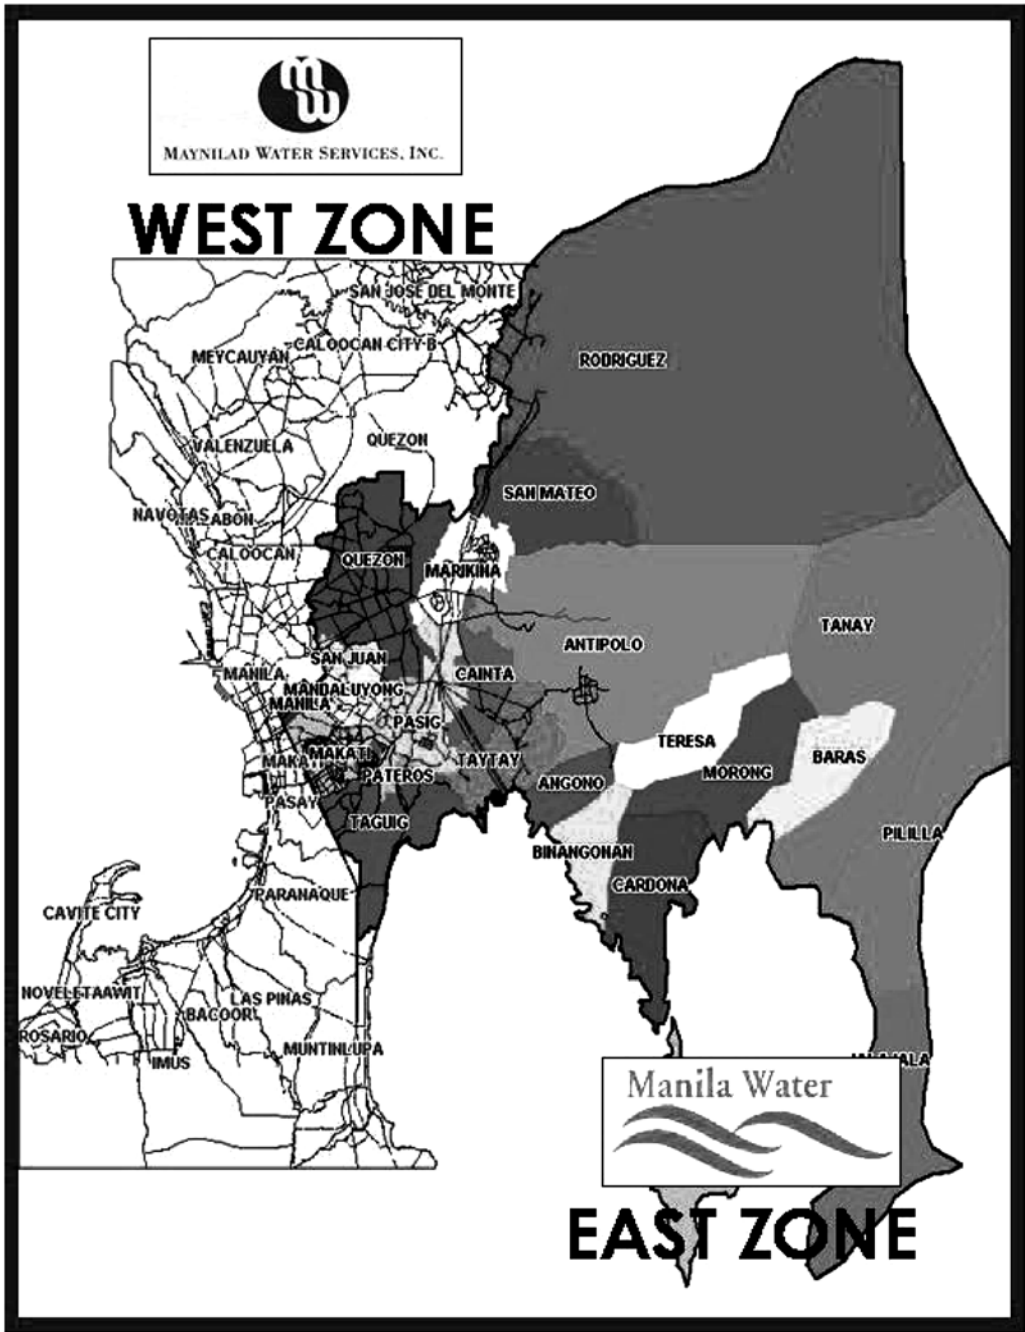 MAYNILAD WATER SERVICES, INC.
WEST ZONE
SAN JOSE DEL MONTE
CALOOCAN CITY B
MEYCAUYAN
RODRIGUEZ
QUEZON
VALENZUELA
SAN MATEO
NAVOTAS
CALOOCAN
QUEZON
MARIKINA
TANAY
ANTIPOLO
SAN JUAN
MANILA
CAINTA
MANDALUYONG
MANILA
PASIG
TERESA
MAKATI
BARAS
TAYTAY
PATEROS
MORONG
ANGONO
PASAY
TAGUIG
PILILLA
BINANGONAN
CARDONA
PARANAQUE
CAVITE CITY
NOVELETA
LAS PINAS
BACOOR
ROSARIO
MUNTINLUPA
IMUS
Manila Water
EAST ZONE